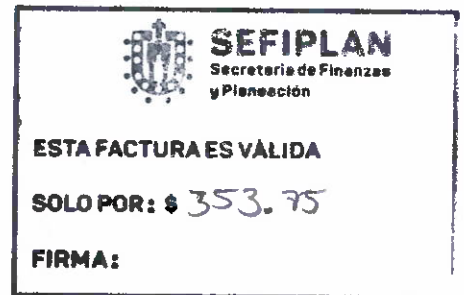 SEFIPLAN
Secretaría de Finanzas
y Planeación
ESTA FACTURA ES VÁLIDA
SOLO POR: $ 353.75
FIRMA: